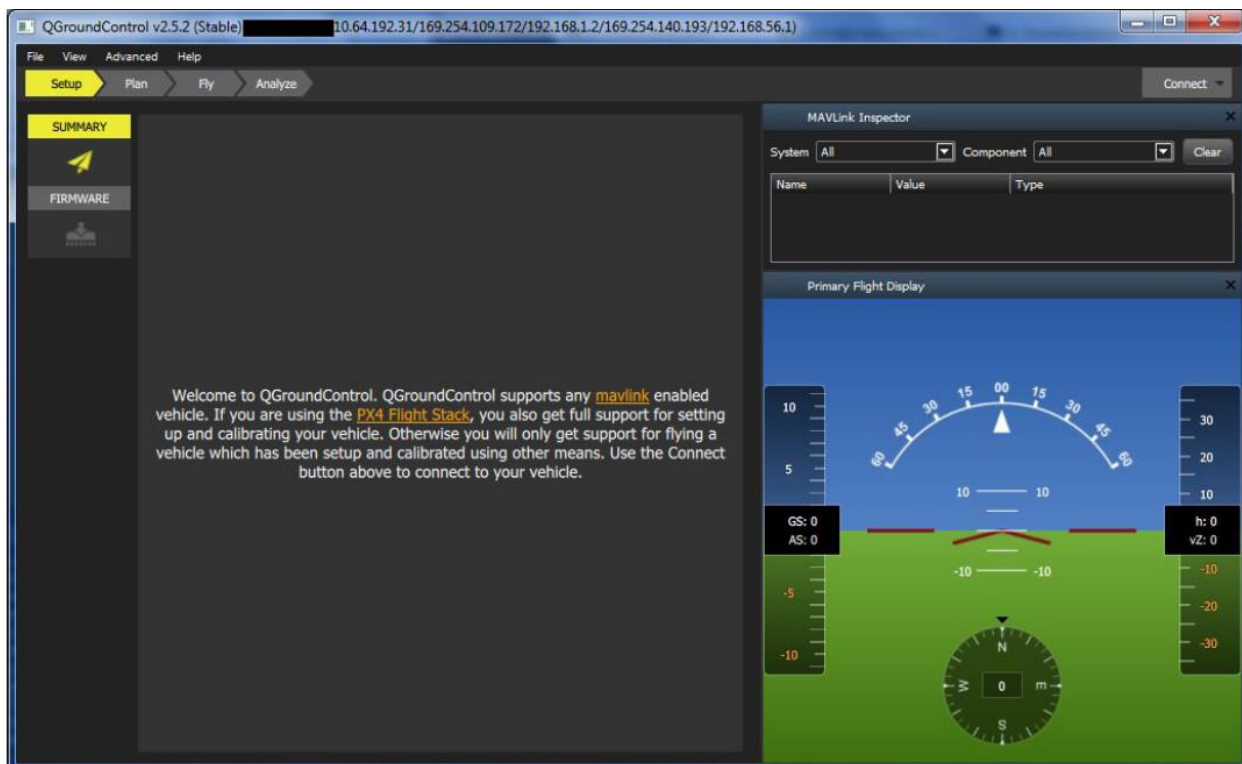 QGroundControl v2.5.2 (Stable) 10.64.192.31/169.254.109.172/192.168.1.2/169.254.140.193/192.168.56.1)
File View Advanced Help
Setup Plan Fly Analyze Connect
SUMMARY
FIRMWARE
Welcome to QGroundControl. QGroundControl supports any mavlink enabled
vehicle. If you are using the PX4 Flight Stack, you also get full support for setting
up and calibrating your vehicle. Otherwise you will only get support for flying a
vehicle which has been setup and calibrated using other means. Use the Connect
button above to connect to your vehicle.
MAVLink Inspector
System All Component All Clear
Name Value Type
Primary Flight Display
60 45 30 15 00 15 30 45 60
10 30
5 20
10 10 10
GS: 0 h: 0
AS: 0 vZ: 0
-10 -10 -10
-5 -20
-10 -30
N
W 0 E
S